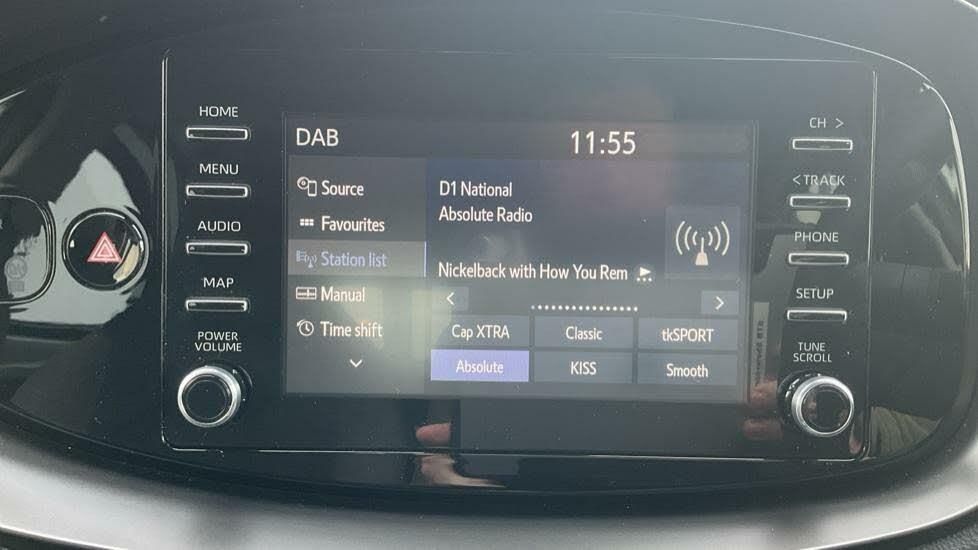 HOME
MENU
AUDIO
MAP
POWER
VOLUME
DAB
11:55
Source
Favourites
Station list
Manual
Time shift
D1 National
Absolute Radio
Nickelback with How You Rem
Cap XTRA
Classic
tkSPORT
Absolute
KISS
Smooth
CH >
< TRACK
PHONE
SETUP
TUNE
SCROLL